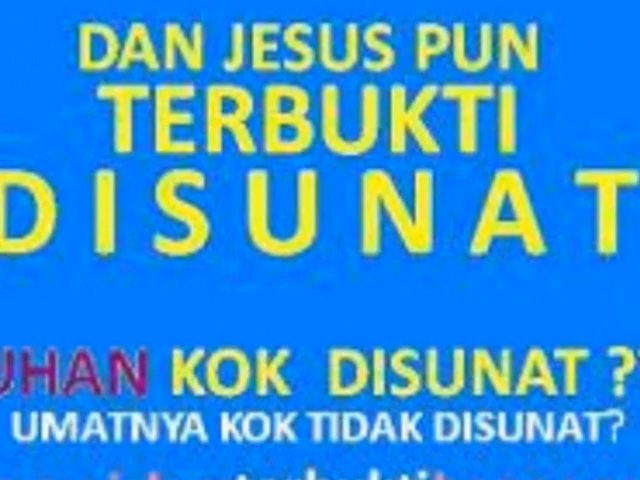 DAN JESUS PUN
TERBUKTI
DISUNAT
UHAN KOK DISUNAT ?
UMATNYA KOK TIDAK DISUNAT?